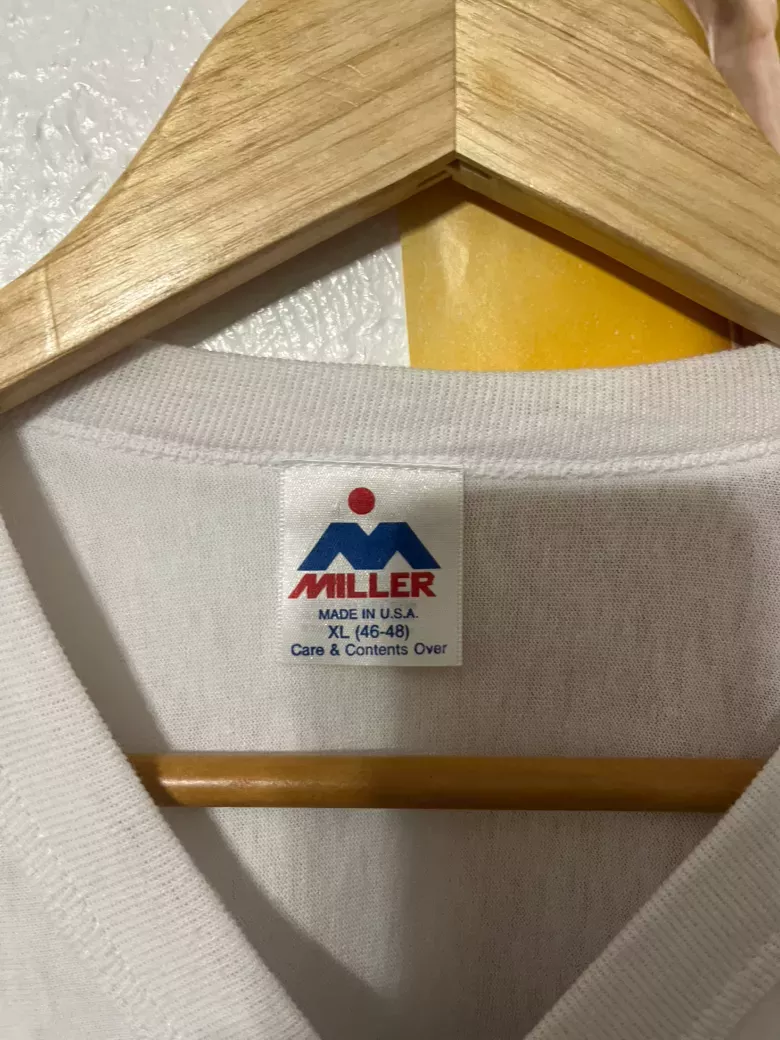 MILLER
MADE IN U.S.A.
XL (46-48)
Care & Contents Over